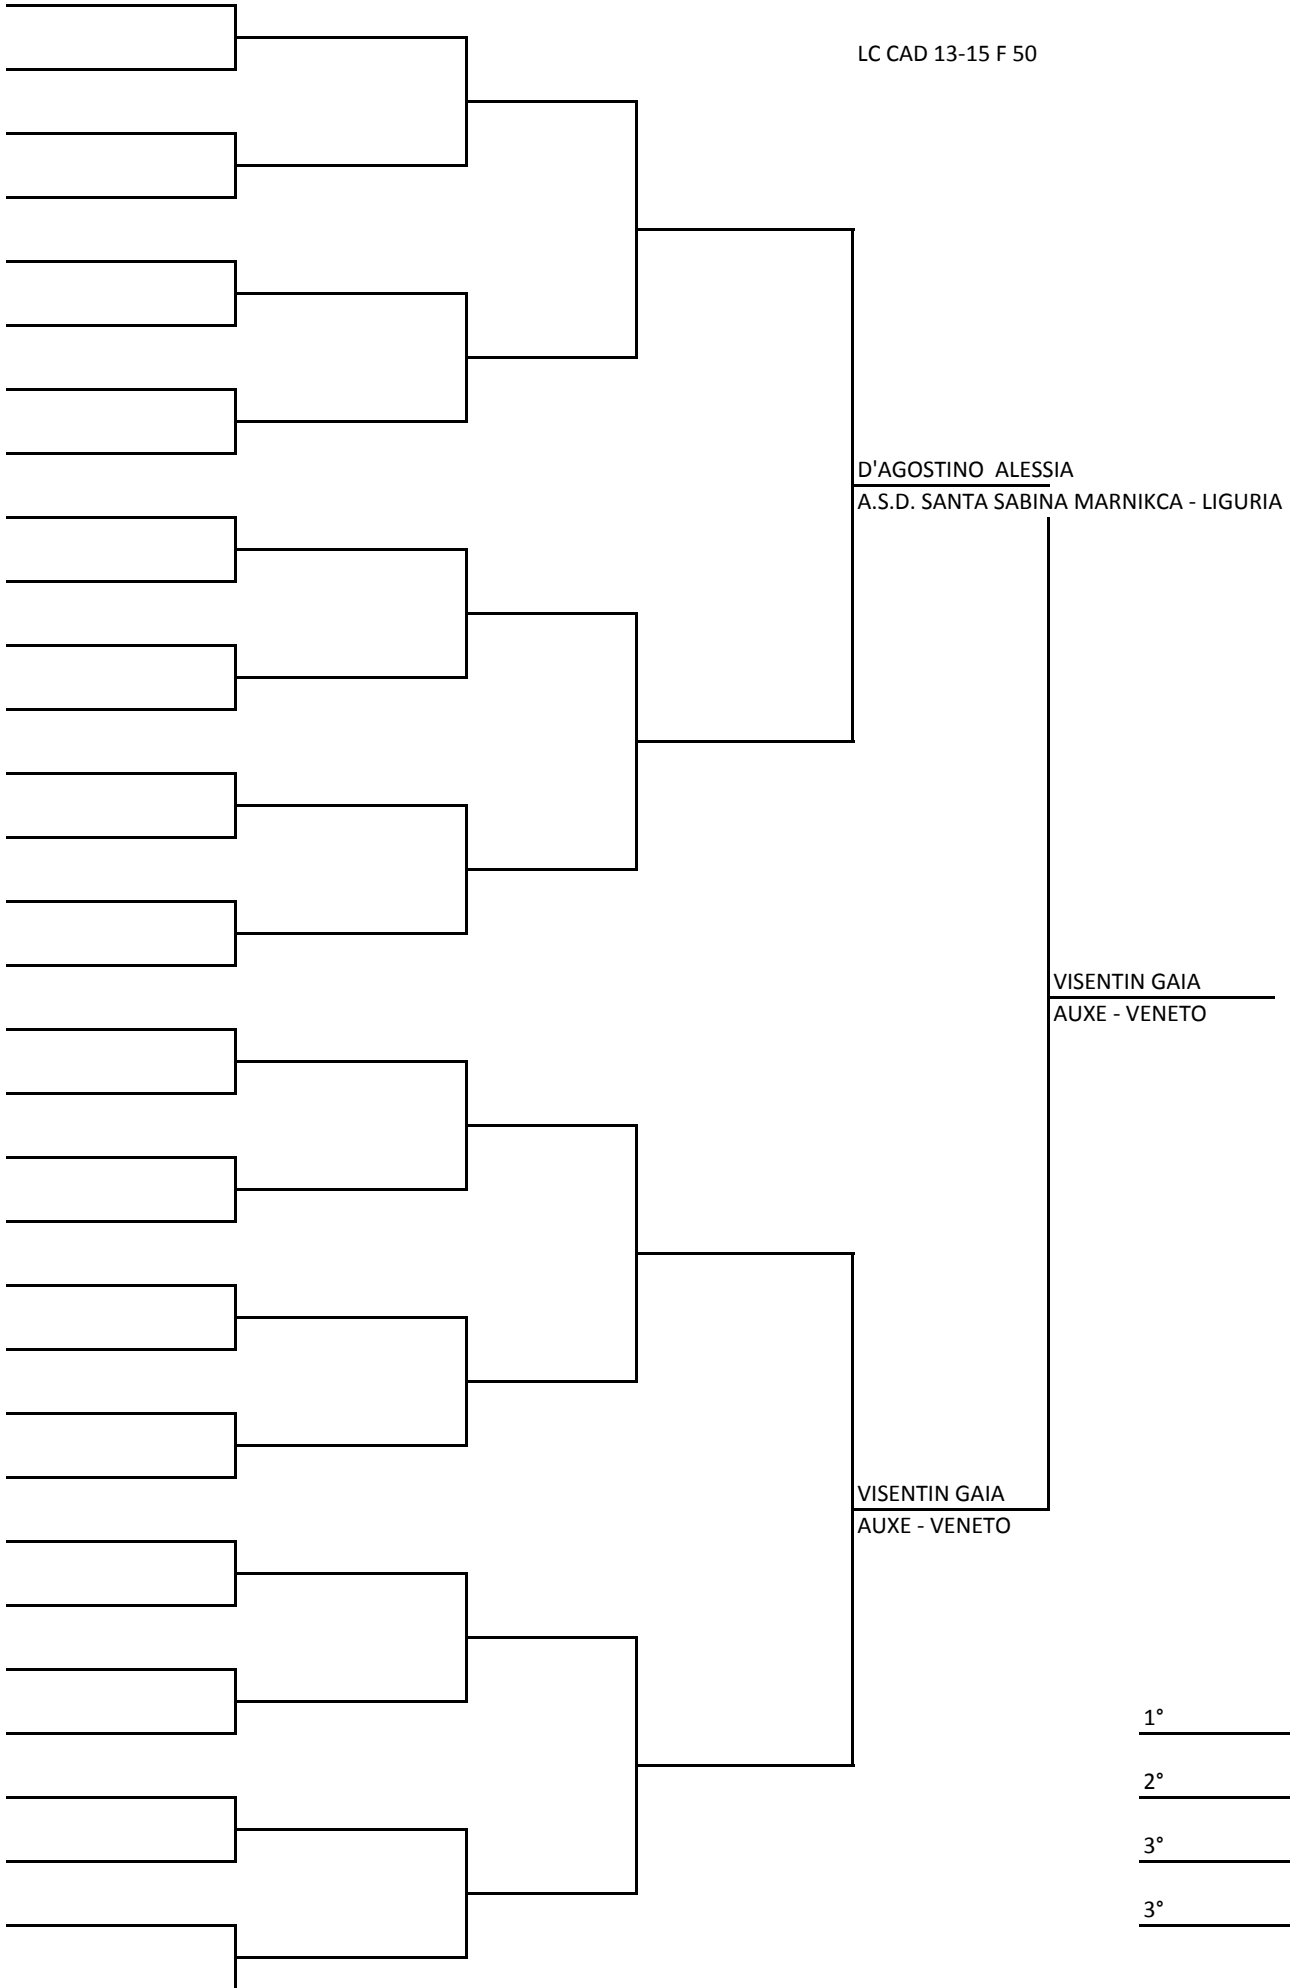 LC CAD 13-15 F 50
D'AGOSTINO  ALESSIA
A.S.D. SANTA SABINA MARNIKCA - LIGURIA
VISENTIN GAIA
AUXE - VENETO
VISENTIN GAIA
AUXE - VENETO
1°
2°
3°
3°